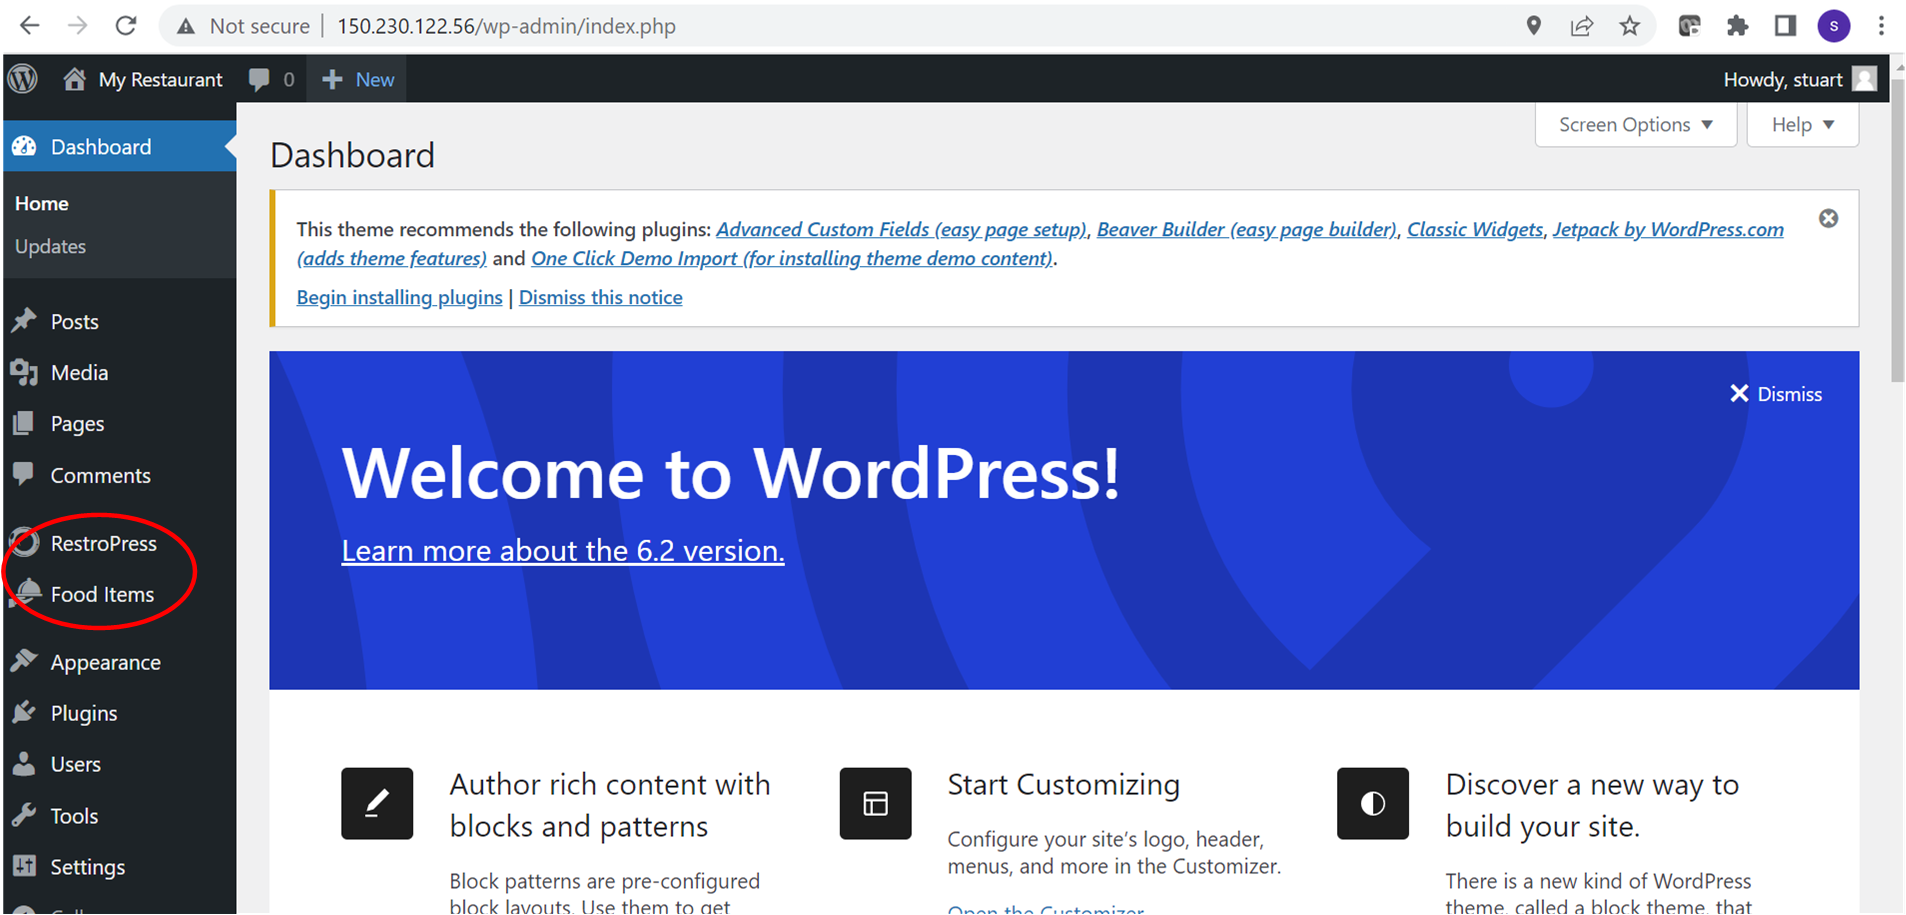 Not secure | 150.230.122.56/wp-admin/index.php
S
My Restaurant 0 + New
Howdy, stuart
Dashboard
Home
Updates
Posts
Media
Pages
Comments
RestroPress
Food Items
Appearance
Plugins
Users
Tools
Settings
Screen Options ▼
Help ▼
Dashboard
This theme recommends the following plugins: Advanced Custom Fields (easy page setup), Beaver Builder (easy page builder), Classic Widgets, Jetpack by WordPress.com
(adds theme features) and One Click Demo Import (for installing theme demo content).
Begin installing plugins | Dismiss this notice
Dismiss
Welcome to WordPress!
Learn more about the 6.2 version.
Author rich content with
blocks and patterns
Block patterns are pre-configured
block layouts. Use them to get
Start Customizing
Configure your site’s logo, header,
menus, and more in the Customizer.
Open the Customizer
Discover a new way to
build your site.
There is a new kind of WordPress
theme, called a block theme, that